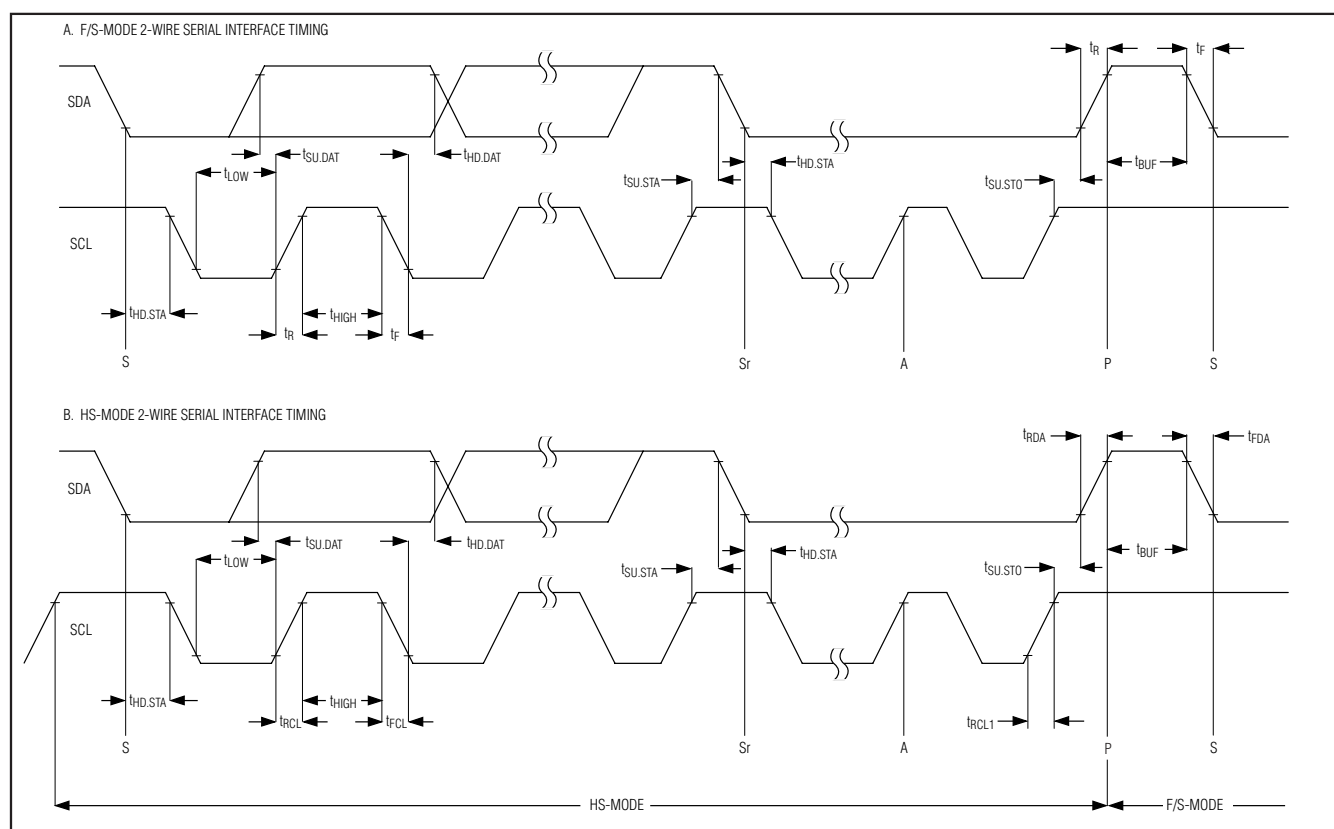 A. F/S-MODE 2-WIRE SERIAL INTERFACE TIMING
tR
tF
SDA
tSU.DAT
tHD.DAT
tHD.STA
tBUF
tLOW
tSU.STA
tSU.STO
SCL
tHD.STA
tR
tHIGH
tF
S
Sr
A
P
S
B. HS-MODE 2-WIRE SERIAL INTERFACE TIMING
tRDA
tFDA
SDA
tSU.DAT
tHD.DAT
tHD.STA
tBUF
tLOW
tSU.STA
tSU.STO
SCL
tHD.STA
tRCL
tHIGH
tFCL
tRCL1
S
Sr
A
P
S
HS-MODE
F/S-MODE